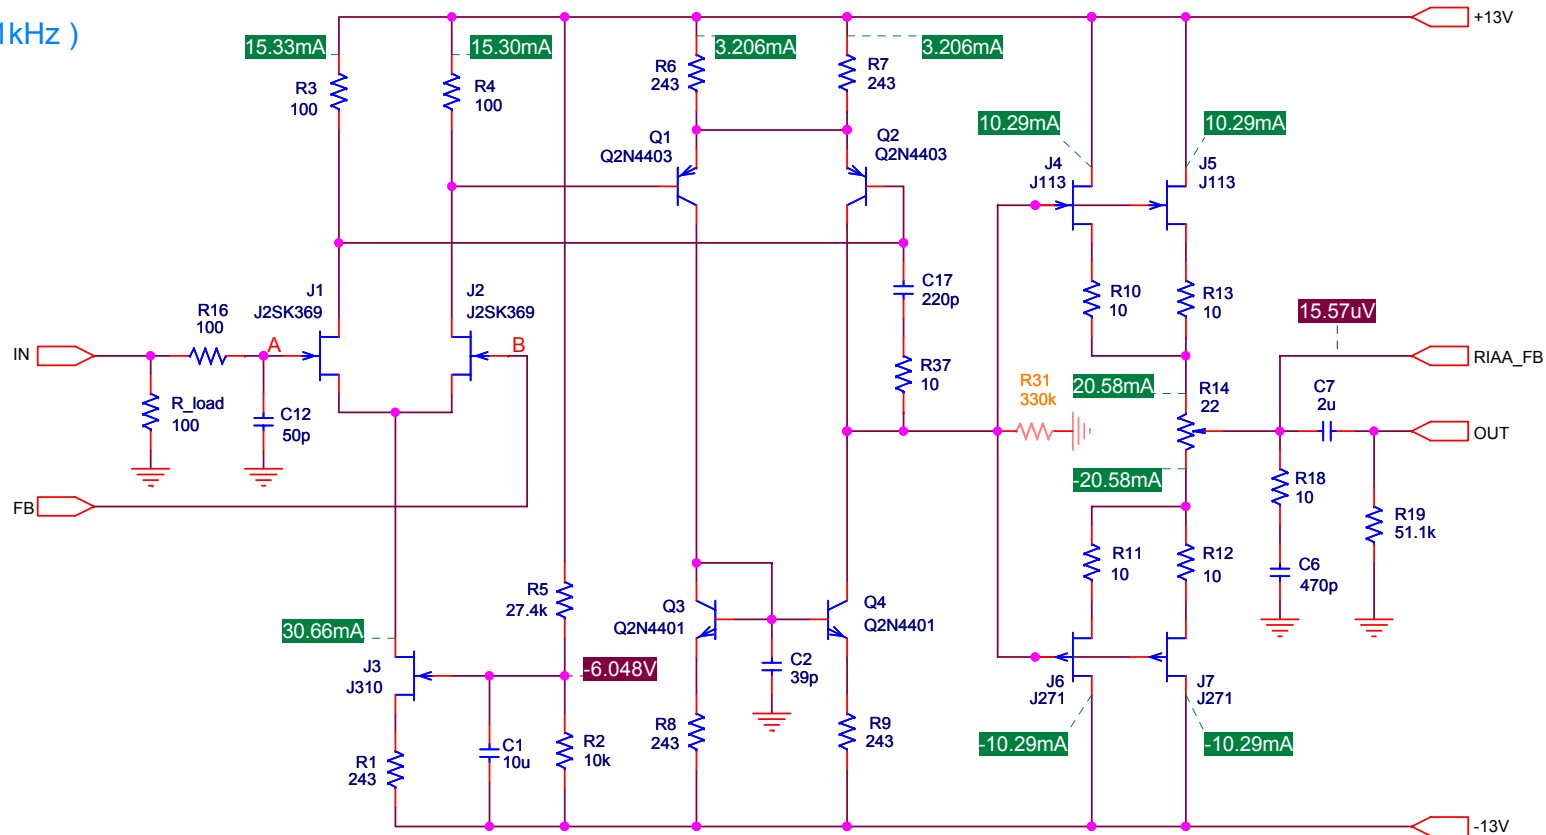 1kHz )
+13V
15.33mA
15.30mA
3.206mA
3.206mA
R3
100
R4
100
R6
243
R7
243
Q1
Q2N4403
Q2
Q2N4403
10.29mA
10.29mA
J4
J113
J5
J113
J1
J2SK369
J2
J2SK369
C17
220p
R10
10
R13
10
R16
100
15.57uV
IN
A
B
RIAA_FB
R37
10
R31
330k
20.58mA
R14
22
C7
2u
R_load
100
C12
50p
OUT
-20.58mA
R18
10
FB
R19
51.1k
R11
10
R12
10
C6
470p
R5
27.4k
Q3
Q2N4401
Q4
Q2N4401
30.66mA
J3
J310
-6.048V
C2
39p
J6
J271
J7
J271
R8
243
R9
243
R1
243
C1
10u
R2
10k
-10.29mA
-10.29mA
-13V